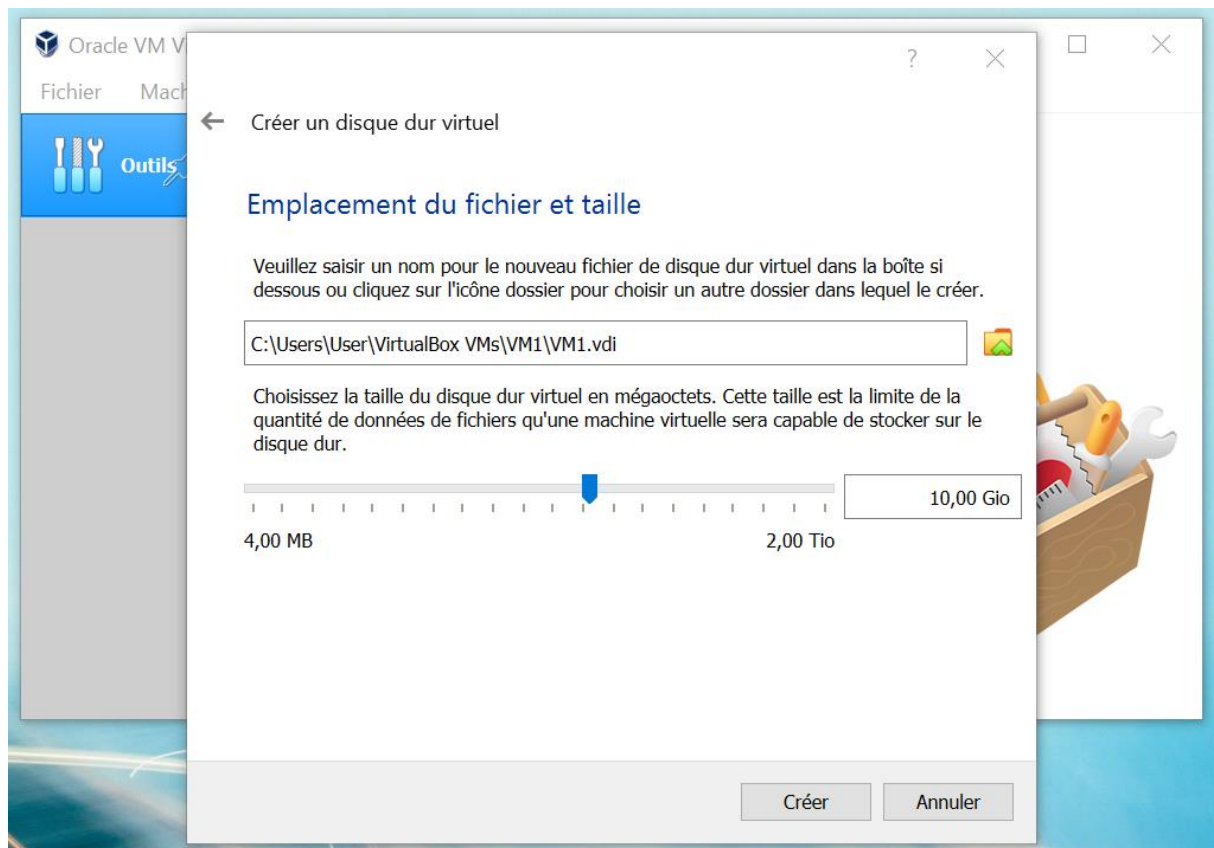 Oracle VM V
?
Fichier Mach
Créer un disque dur virtuel
Outils
Emplacement du fichier et taille
Veuillez saisir un nom pour le nouveau fichier de disque dur virtuel dans la boîte si
dessous ou cliquez sur l'icône dossier pour choisir un autre dossier dans lequel le créer.
C:\Users\User\VirtualBox VMs\VM1\VM1.vdi
Choisissez la taille du disque dur virtuel en mégaoctets. Cette taille est la limite de la
quantité de données de fichiers qu'une machine virtuelle sera capable de stocker sur le
disque dur.
10,00 Gio
4,00 MB 2,00 Tio
Créer Annuler